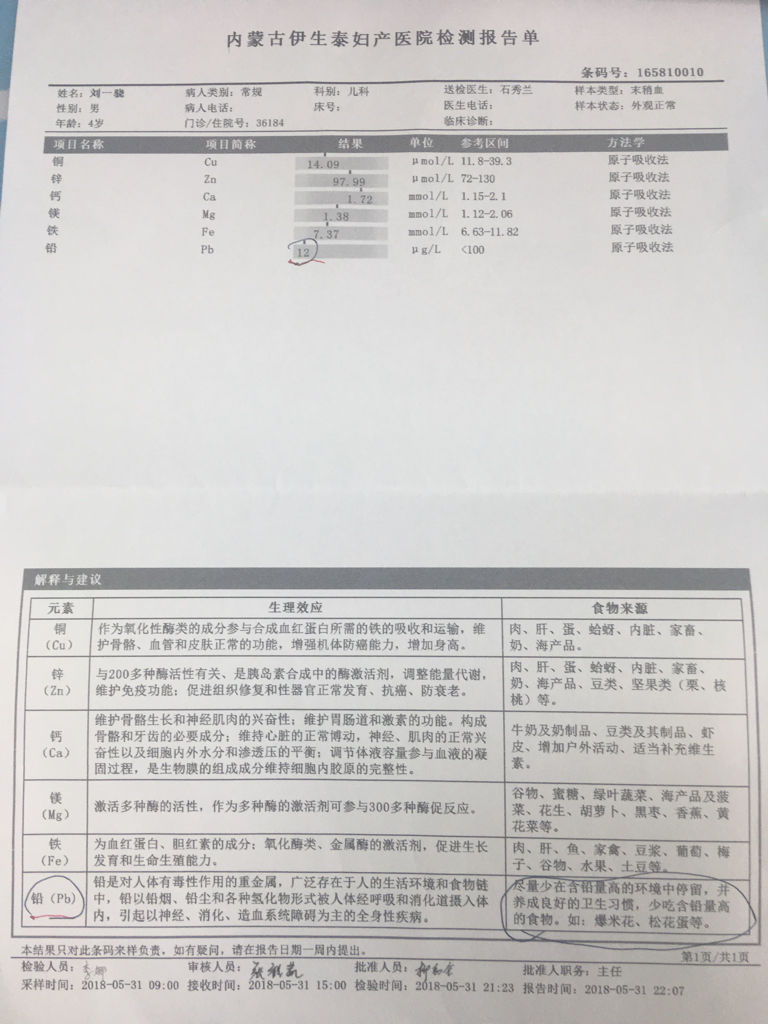 内蒙古伊生泰妇产医院检测报告单
条码号：165810010
姓名：刘一骁 病人类别：常规 科别：儿科 送检医生：石秀兰 样本类型：末稍血
性别：男 病人电话： 床号： 医生电话： 样本状态：外观正常
年龄：4岁 门诊/住院号：36184 临床诊断：
项目名称 项目简称 结果 单位 参考区间 方法学
铜 Cu 14.09 μmol/L 11.8-39.3 原子吸收法
锌 Zn 97.99 μmol/L 72-130 原子吸收法
钙 Ca 1.72 mmol/L 1.15-2.1 原子吸收法
镁 Mg 1.38 mmol/L 1.12-2.06 原子吸收法
铁 Fe 7.37 mmol/L 6.63-11.82 原子吸收法
铅 Pb 12 μg/L <100 原子吸收法
解释与建议
元素 生理效应 食物来源
铜（Cu）
作为氧化性酶类的成分参与合成血红蛋白所需的铁的吸收和运输，维
护骨骼、血管和皮肤正常的功能，增强机体防癌能力，增加身高。
肉、肝、蛋、蛤蚜、内脏、家畜、
奶、海产品。
锌
（Zn）
与200多种酶活性有关、是胰岛素合成中的酶激活剂，调整能量代谢，
维护免疫功能；促进组织修复和性器官正常发育、抗癌、防衰老。
肉、肝、蛋、蛤蚜、内脏、家畜、
奶、海产品、豆类、坚果类（栗、核
桃）等。
钙
（Ca）
维护骨骼生长和神经肌肉的兴奋性；维护胃肠道和激素的功能。构成
骨骼和牙齿的必要成分；维持心脏的正常博动，神经、肌肉的正常兴
奋性以及细胞内外水分和渗透压的平衡；调节体液容量参与血液的凝
固过程，是生物膜的组成成分维持细胞内胶原的完整性。
牛奶及奶制品、豆类及其制品、虾
皮、增加户外活动、适当补充维生
素。
镁
（Mg）
激活多种酶的活性，作为多种酶的激活剂可参与300多种酶促反应。
谷物、蜜糖、绿叶蔬菜、海产品及菠
菜、花生、胡萝卜、黑枣、香蕉、黄
花菜等。
铁
（Fe）
为血红蛋白、胆红素的成分；氧化酶类、金属酶的激活剂，促进生长
发育和生命生殖能力。
肉、肝、鱼、家禽、豆浆、葡萄、梅
子、谷物、水果、土豆等。
铅（Pb）
铅是对人体有毒性作用的重金属，广泛存在于人的生活环境和食物链
中，铅以铅烟、铅尘和各种氢化物形式被人体经呼吸和消化道摄入体
内，引起以神经、消化、造血系统障碍为主的全身性疾病。
尽量少在含铅量高的环境中停留，并
养成良好的卫生习惯，少吃含铅量高
的食物。如：爆米花、松花蛋等。
本结果只对此条码来样负责，如有疑问，请在报告日期一周内提出。 第1页/共1页
检验人员： 审核人员： 批准人员： 批准人职务：主任
采样时间：2018-05-31 09:00 接收时间：2018-05-31 15:00 检验时间：2018-05-31 21:23 报告时间：2018-05-31 22:07